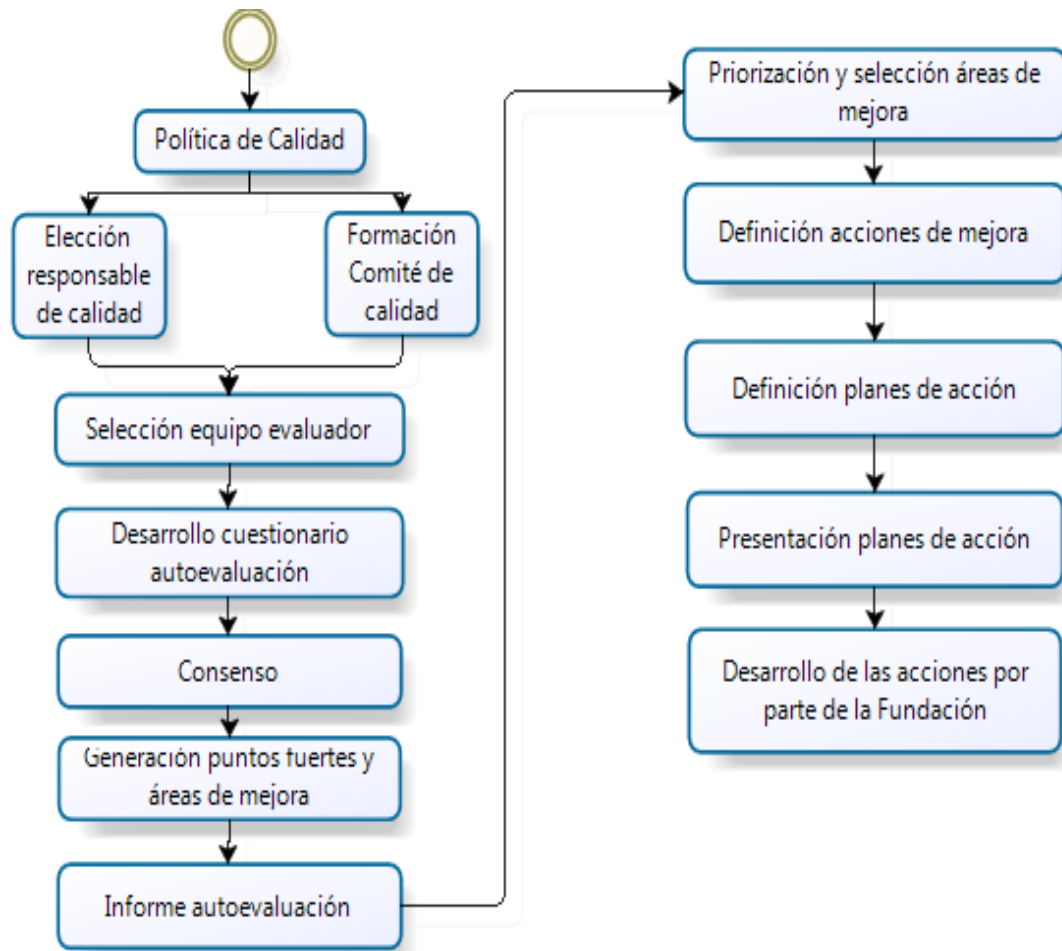 Política de Calidad
Elección
responsable
de calidad
Formación
Comité de
calidad
Selección equipo evaluador
Desarrollo cuestionario
autoevaluación
Consenso
Generación puntos fuertes y
áreas de mejora
Informe autoevaluación
Priorización y selección áreas de
mejora
Definición acciones de mejora
Definición planes de acción
Presentación planes de acción
Desarrollo de las acciones por
parte de la Fundación